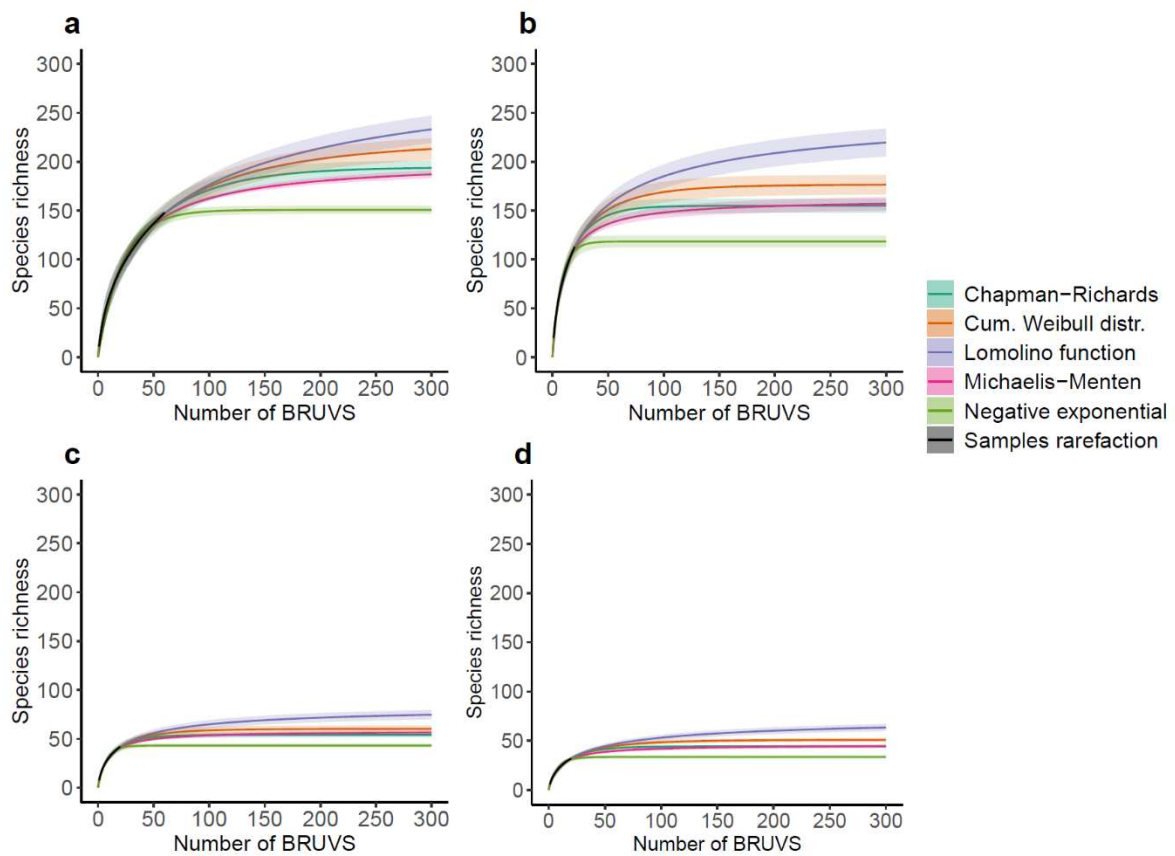 a
300
250
200
150
100
50
0
Species richness
0 50 100 150 200 250 300
Number of BRUVS
b
300
250
200
150
100
50
0
Species richness
0 50 100 150 200 250 300
Number of BRUVS
Chapman−Richards
Cum. Weibull distr.
Lomolino function
Michaelis−Menten
Negative exponential
Samples rarefaction
c
300
250
200
150
100
50
0
Species richness
0 50 100 150 200 250 300
Number of BRUVS
d
300
250
200
150
100
50
0
Species richness
0 50 100 150 200 250 300
Number of BRUVS